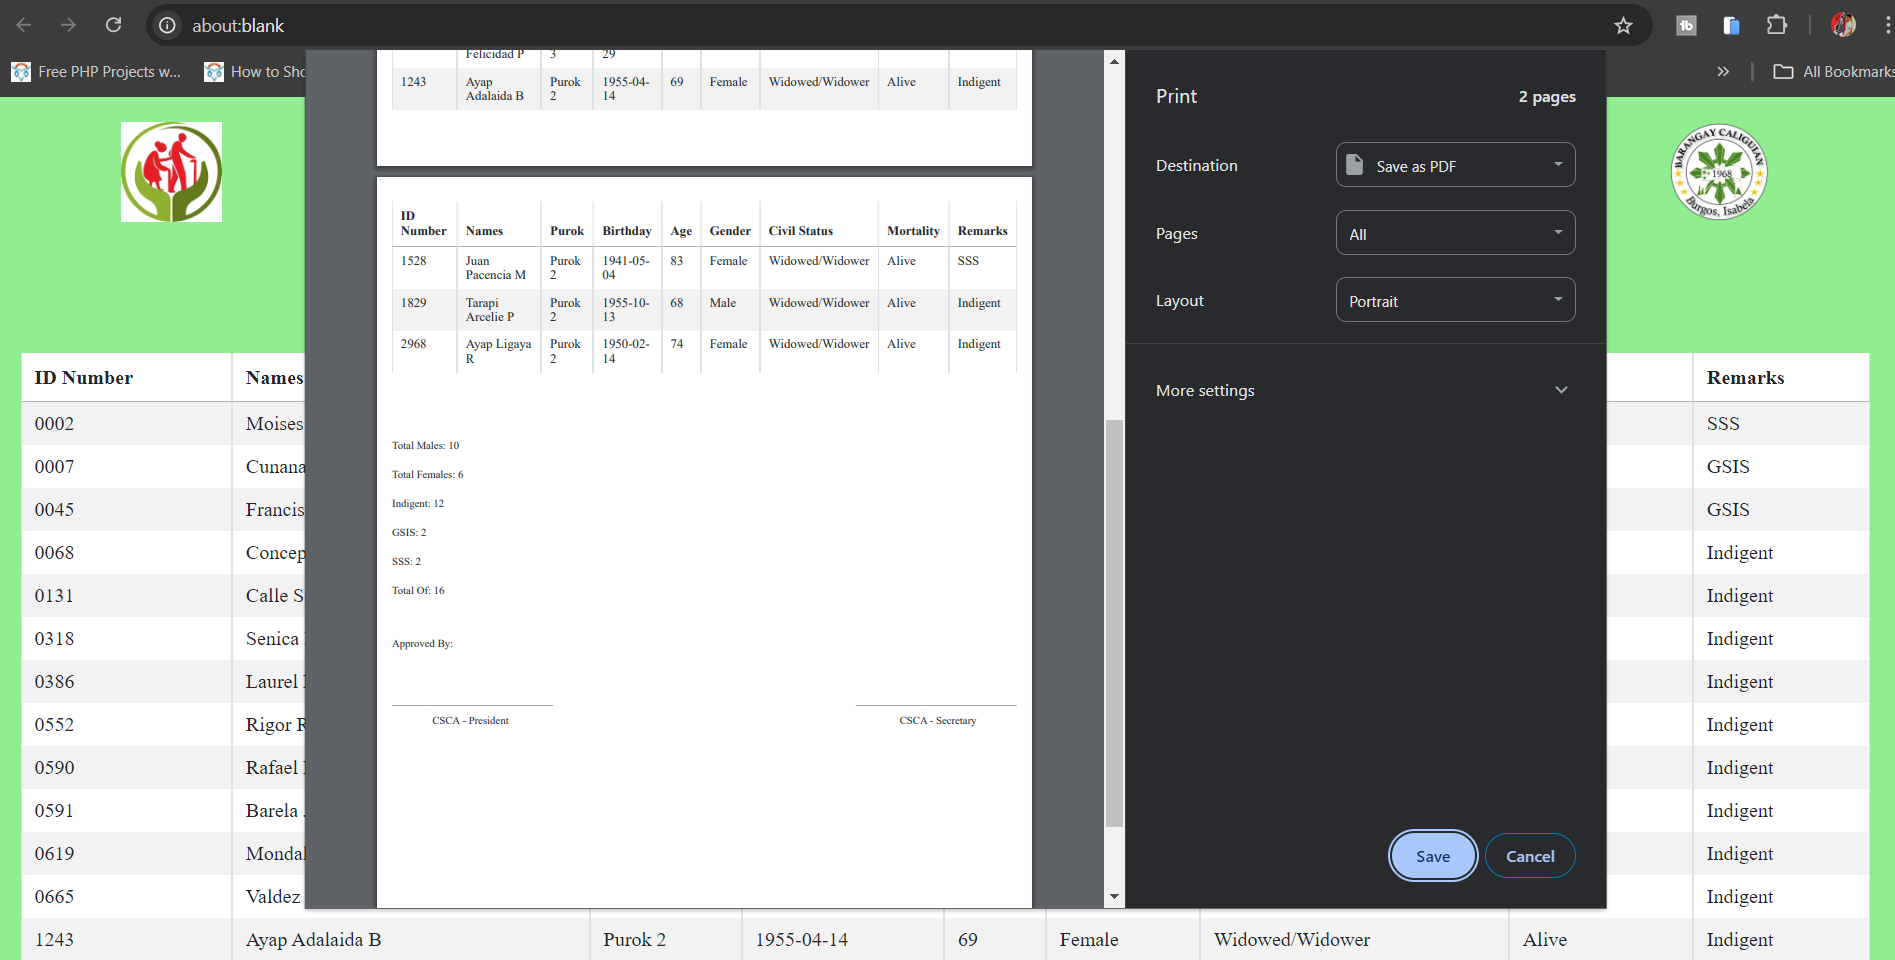 about:blank
Free PHP Projects w...
How to Sho
All Bookmarks
BARANGAY CALIGUIAN
1968
Burgos, Isabela
Felicidad P 3 29
1243 Ayap Adalaida B Purok 2 1955-04-14 69 Female Widowed/Widower Alive Indigent
ID Number Names Purok Birthday Age Gender Civil Status Mortality Remarks
1528 Juan Pacencia M Purok 2 1941-05-04 83 Female Widowed/Widower Alive SSS
1829 Tarapi Arcelie P Purok 2 1955-10-13 68 Male Widowed/Widower Alive Indigent
2968 Ayap Ligaya R Purok 2 1950-02-14 74 Female Widowed/Widower Alive Indigent
Total Males: 10
Total Females: 6
Indigent: 12
GSIS: 2
SSS: 2
Total Of: 16
Approved By:
CSCA - President
CSCA - Secretary
Print
2 pages
Destination
Save as PDF
Pages
All
Layout
Portrait
More settings
Save
Cancel
ID Number Names Remarks
0002 Moises SSS
0007 Cunana GSIS
0045 Francis GSIS
0068 Concep Indigent
0131 Calle S Indigent
0318 Senica Indigent
0386 Laurel Indigent
0552 Rigor R Indigent
0590 Rafael Indigent
0591 Barela Indigent
0619 Mondal Indigent
0665 Valdez Indigent
1243 Ayap Adalaida B Purok 2 1955-04-14 69 Female Widowed/Widower Alive Indigent